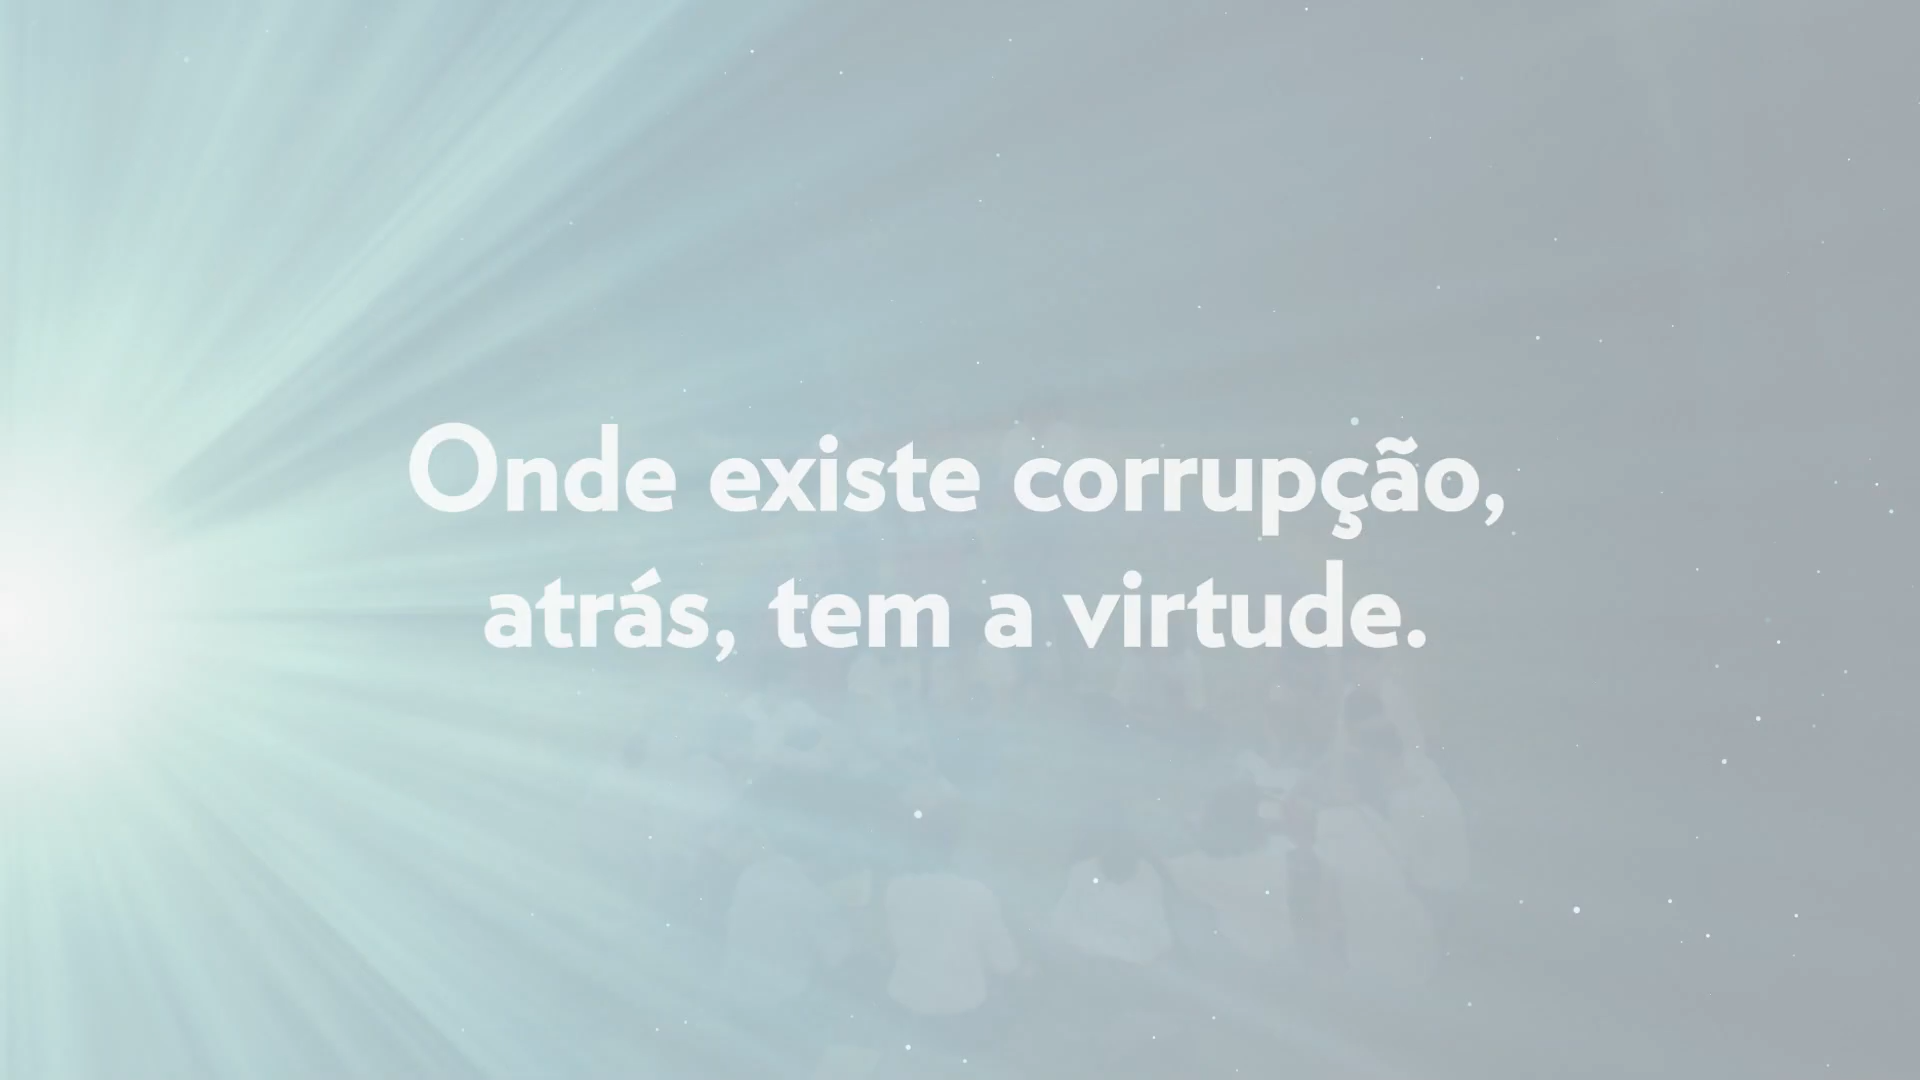 Onde existe corrupção,
atrás, tem a virtude.